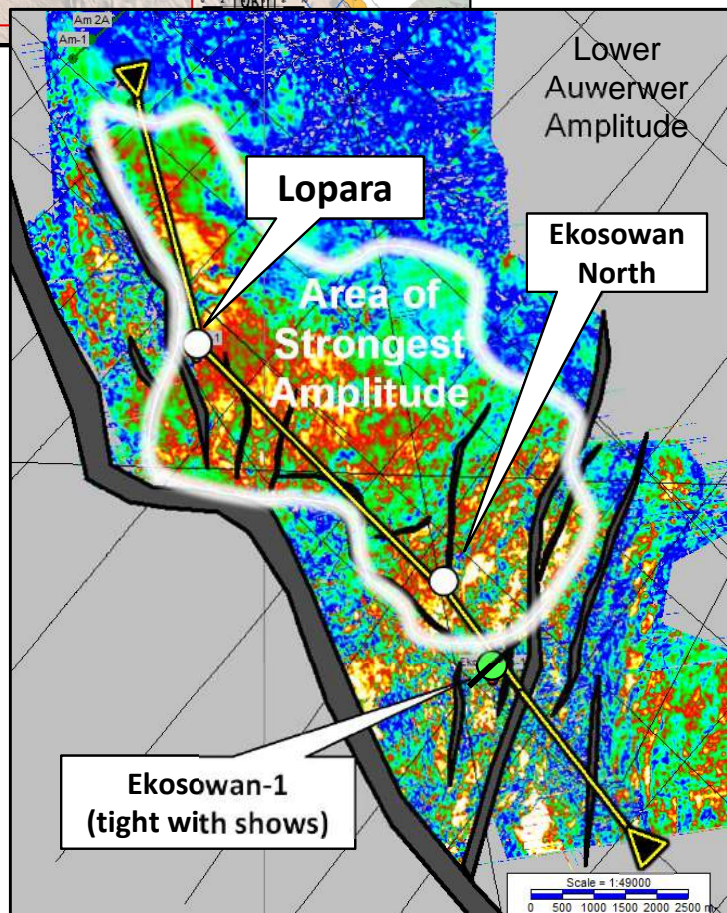 Am 2A
Am-1
Lower
Auwerwer
Amplitude
Lopara
Ekosowan
North
Area of
Strongest
Amplitude
1
Ekosowan-1
(tight with shows)
Scale = 1:49000
0 500 1000 1500 2000 2500